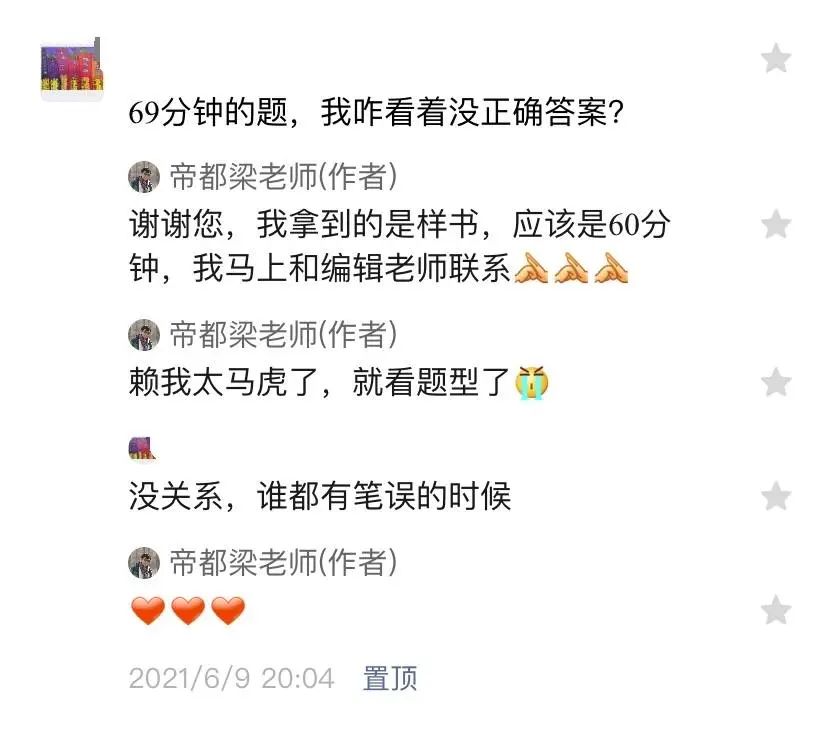 69分钟的题，我咋看着没正确答案？
帝都梁老师(作者)
谢谢您，我拿到的是样书，应该是60分
钟，我马上和编辑老师联系
帝都梁老师(作者)
赖我太马虎了，就看题型了
没关系，谁都有笔误的时候
帝都梁老师(作者)
2021/6/9 20:04 置顶